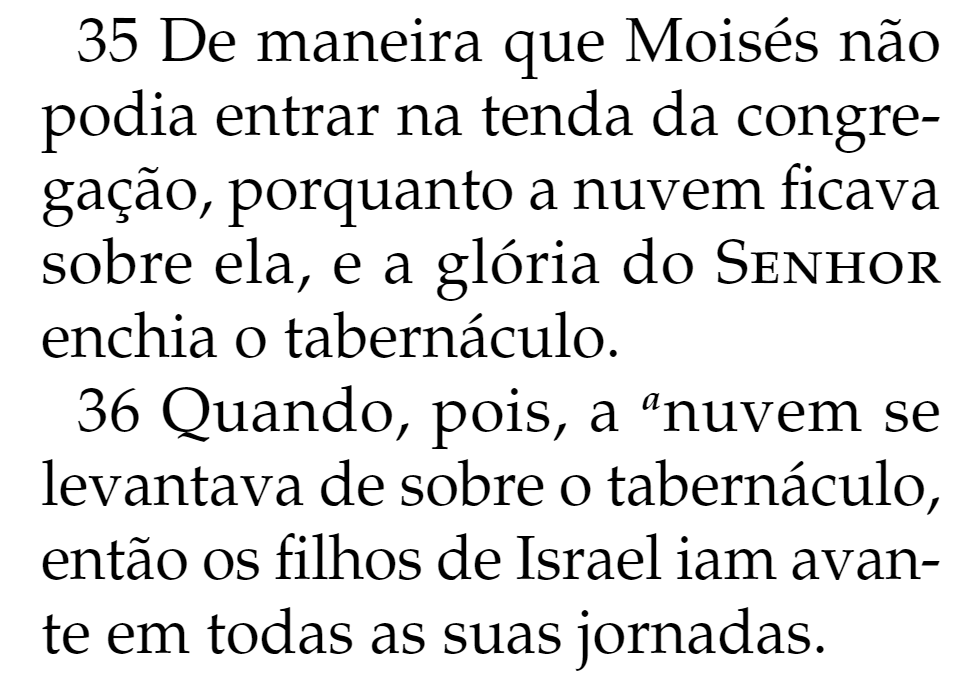 35 De maneira que Moisés não
podia entrar na tenda da congre-
gação, porquanto a nuvem ficava
sobre ela, e a glória do SENHOR
enchia o tabernáculo.
36 Quando, pois, a ᵃnuvem se
levantava de sobre o tabernáculo,
então os filhos de Israel iam avan-
te em todas as suas jornadas.